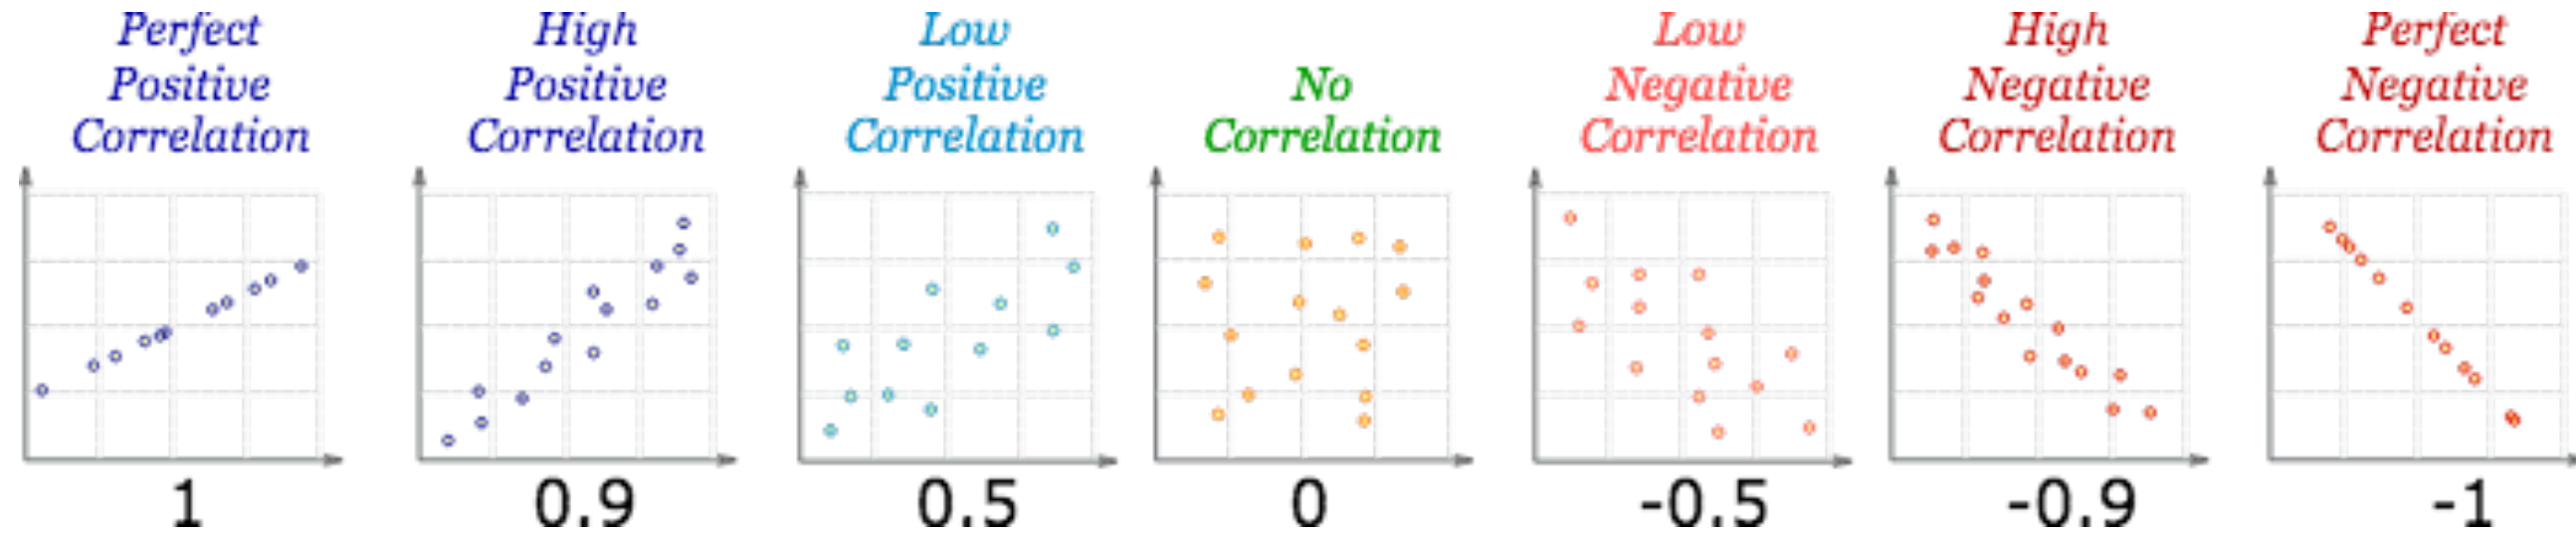 Perfect
Positive
Correlation
High
Positive
Correlation
Low
Positive
Correlation
No
Correlation
Low
Negative
Correlation
High
Negative
Correlation
Perfect
Negative
Correlation
1
0.9
0.5
0
-0.5
-0.9
-1